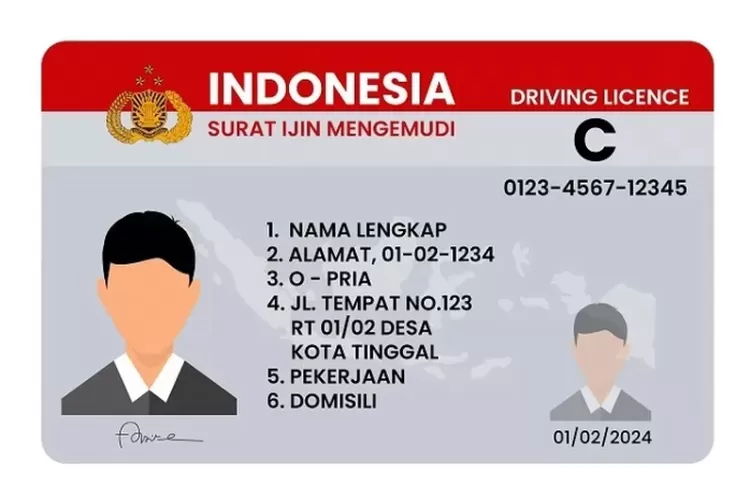 INDONESIA
SURAT IJIN MENGEMUDI
DRIVING LICENCE
C
0123-4567-12345
1. NAMA LENGKAP
2. ALAMAT, 01-02-1234
3. O - PRIA
4. JL. TEMPAT NO.123
RT 01/02 DESA
KOTA TINGGAL
5. PEKERJAAN
6. DOMISILI
01/02/2024